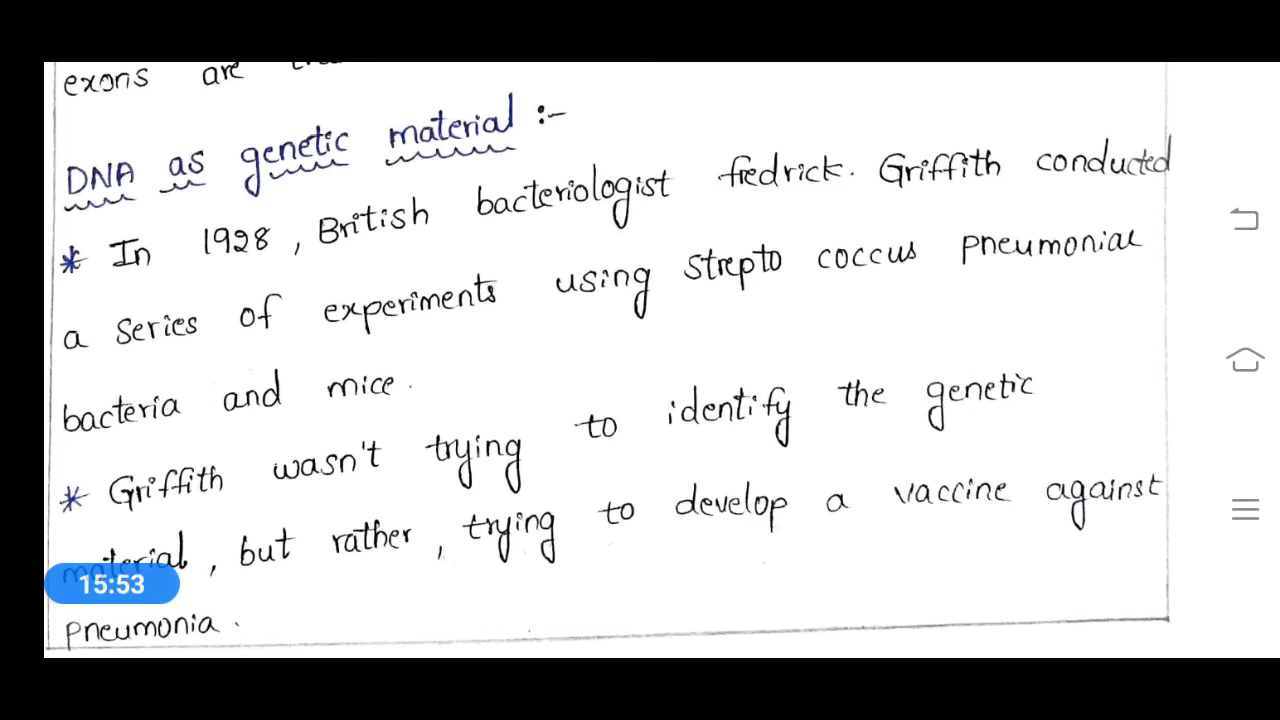 exons are
DNA as genetic material :-
* In 1928, British bacteriologist fredrick. Griffith conducted
a series of experiments using strepto coccus pneumoniae
bacteria and mice.
* Griffith wasn't trying to identify the genetic
material, but rather, trying to develop a vaccine against
15:53
pneumonia.